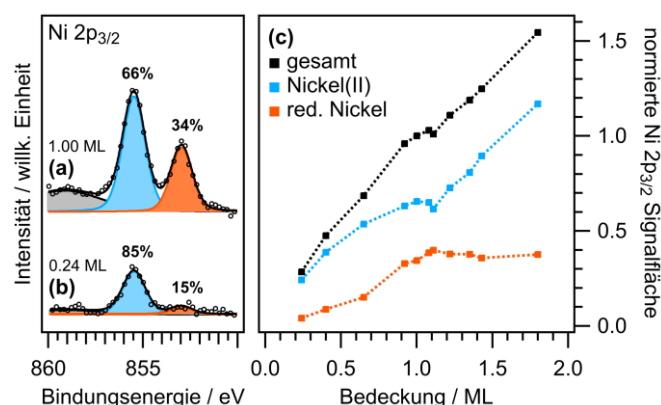 Ni 2p3/2
66%
34%
1.00 ML
(a)
85%
15%
0.24 ML
(b)
Intensität / willk. Einheit
860
855
Bindungsenergie / eV
(c)
gesamt
Nickel(II)
red. Nickel
1.5
1.0
0.5
0.0
normierte Ni 2p3/2 Signalfläche
0.0 0.5 1.0 1.5 2.0
Bedeckung / ML